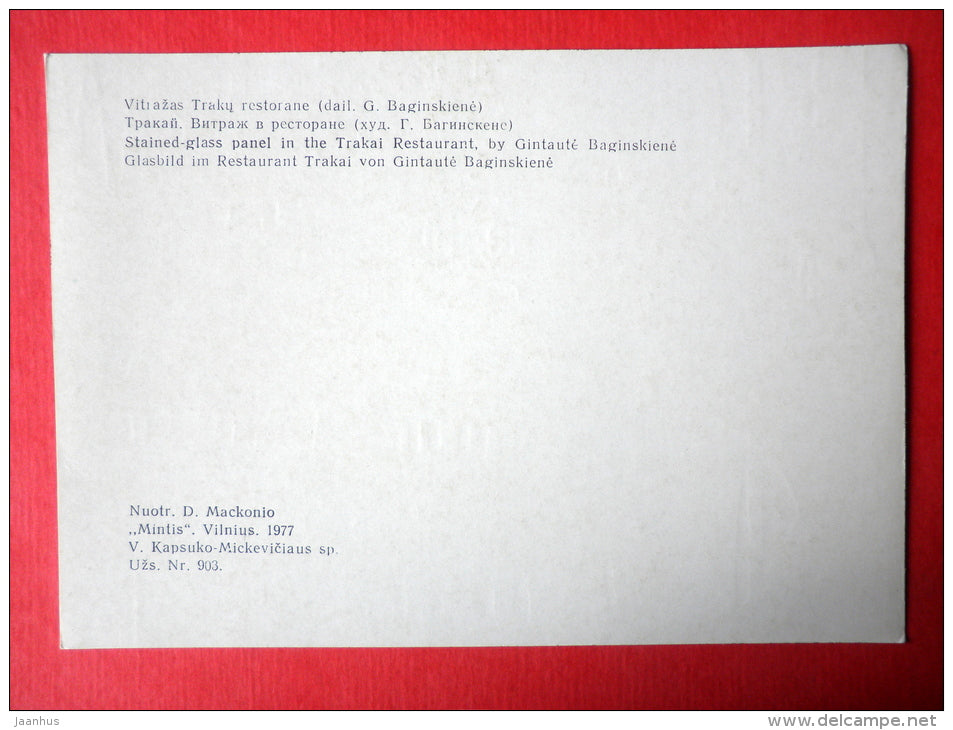 Vitražas Trakų restorane (dail. G. Baginskienė)
Тракай. Витраж в ресторане (худ. Г. Багинскене)
Stained-glass panel in the Trakai Restaurant, by Gintautė Baginskienė
Glasbild im Restaurant Trakai von Gintautė Baginskienė
Nuotr. D. Mackonio
„Mintis“. Vilnius. 1977
V. Kapsuko-Mickevičiaus sp.
Užs. Nr. 903.
jaanhus
www.delcampe.net